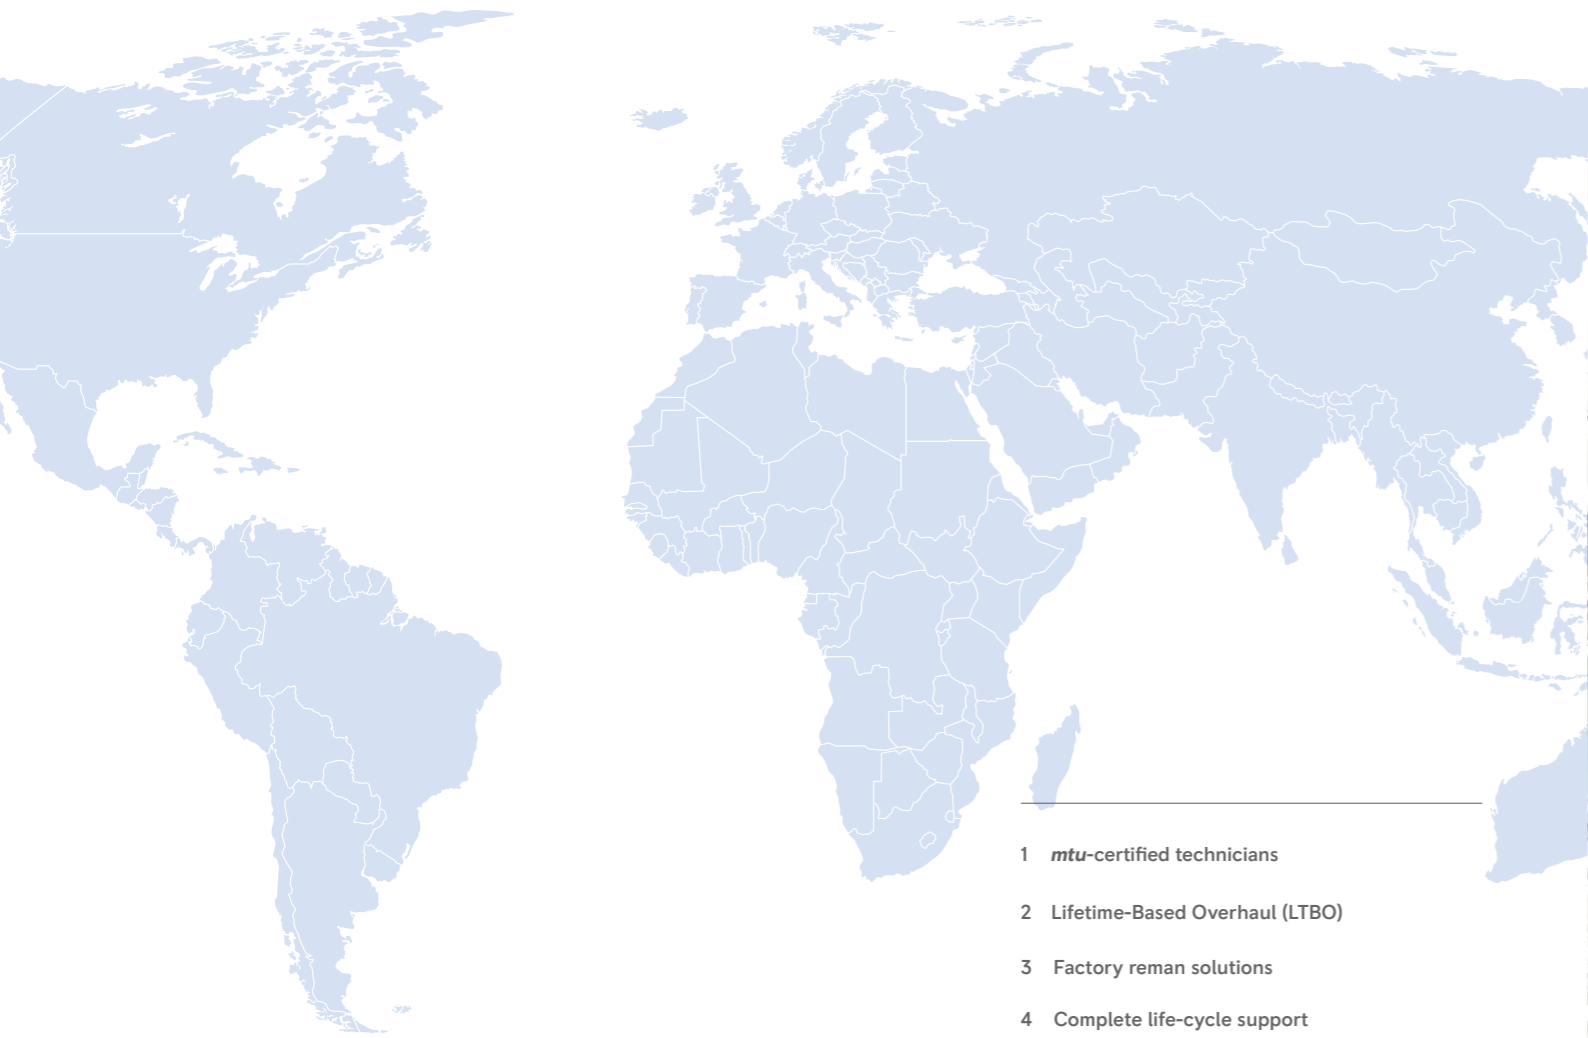 1 mtu-certified technicians
2 Lifetime-Based Overhaul (LTBO)
3 Factory reman solutions
4 Complete life-cycle support